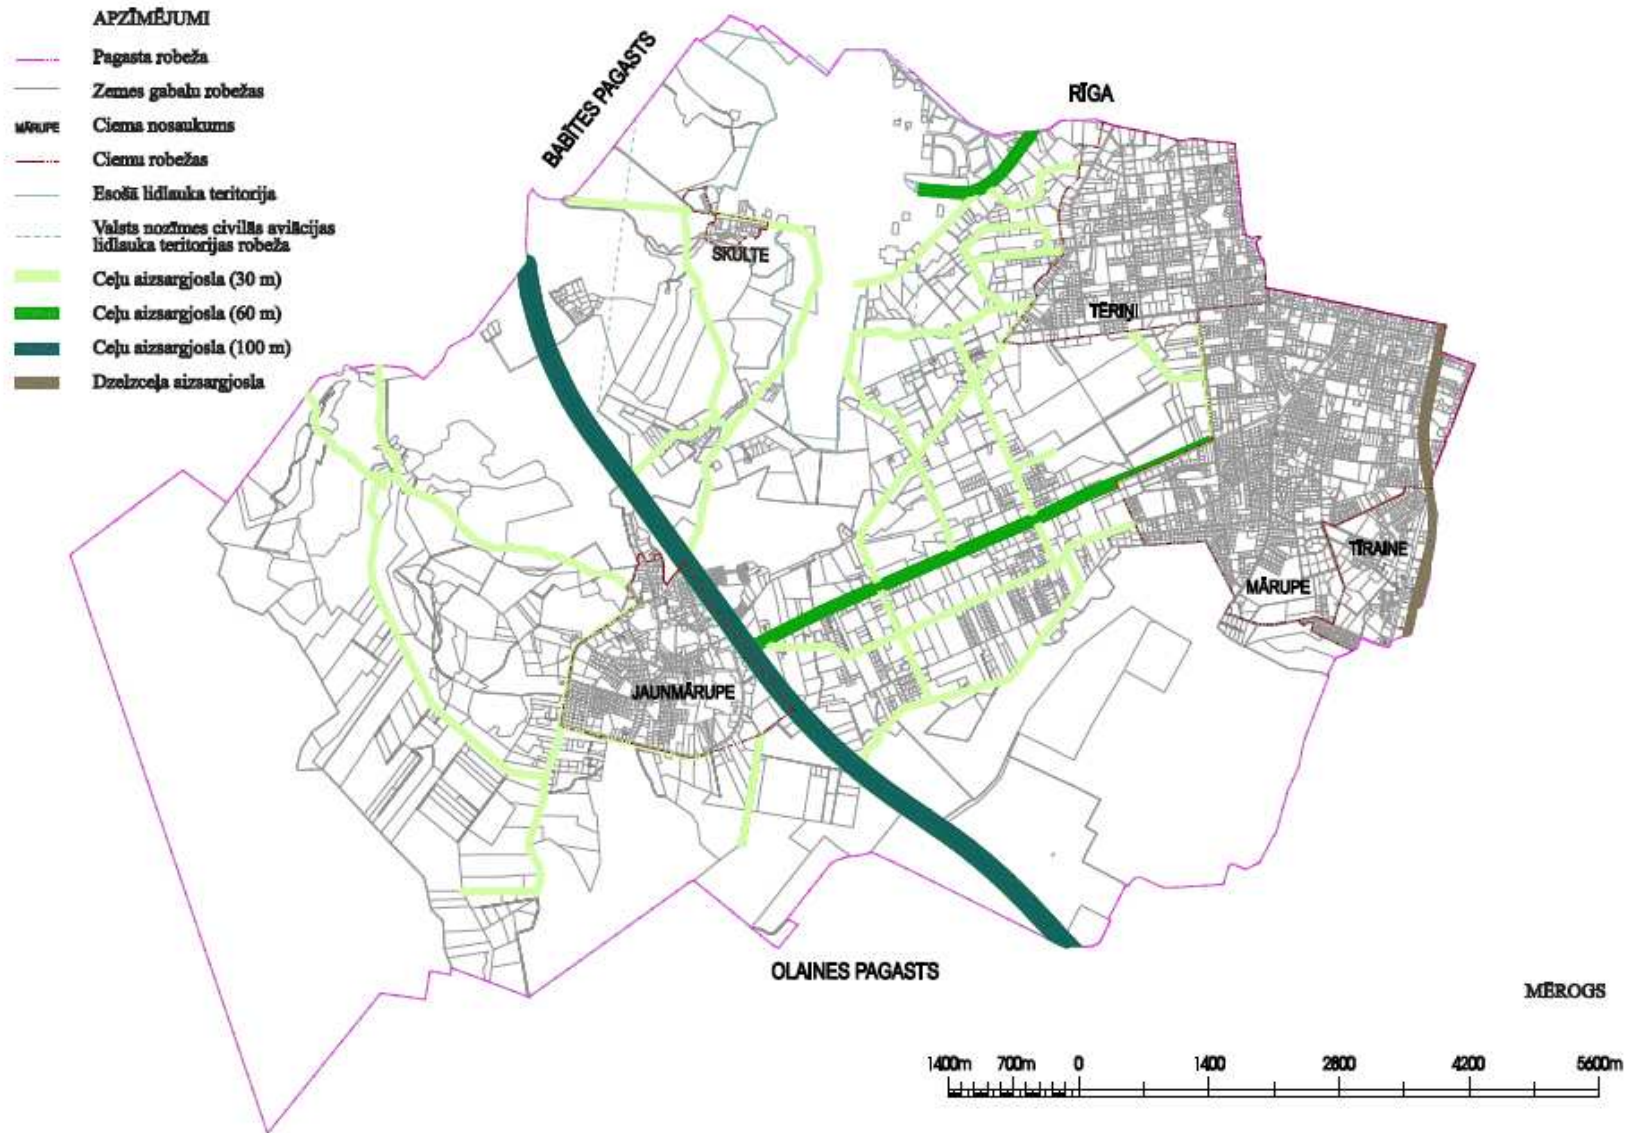 APZĪMĒJUMI
Pagasta robeža
Zemes gabalu robežas
MĀRUPE Ciema nosaukums
Ciemu robežas
Esošā lidlauka teritorija
Valsts nozīmes civilās aviācijas
lidlauka teritorijas robeža
Ceļu aizsargjosla (30 m)
Ceļu aizsargjosla (60 m)
Ceļu aizsargjosla (100 m)
Dzelzceļa aizsargjosla
BABĪTES PAGASTS
RĪGA
SKULTE
TĒRIŅI
TĪRAINE
MĀRUPE
JAUNMĀRUPE
OLAINES PAGASTS
MĒROGS
1400m 700m 0 1400 2800 4200 5600m